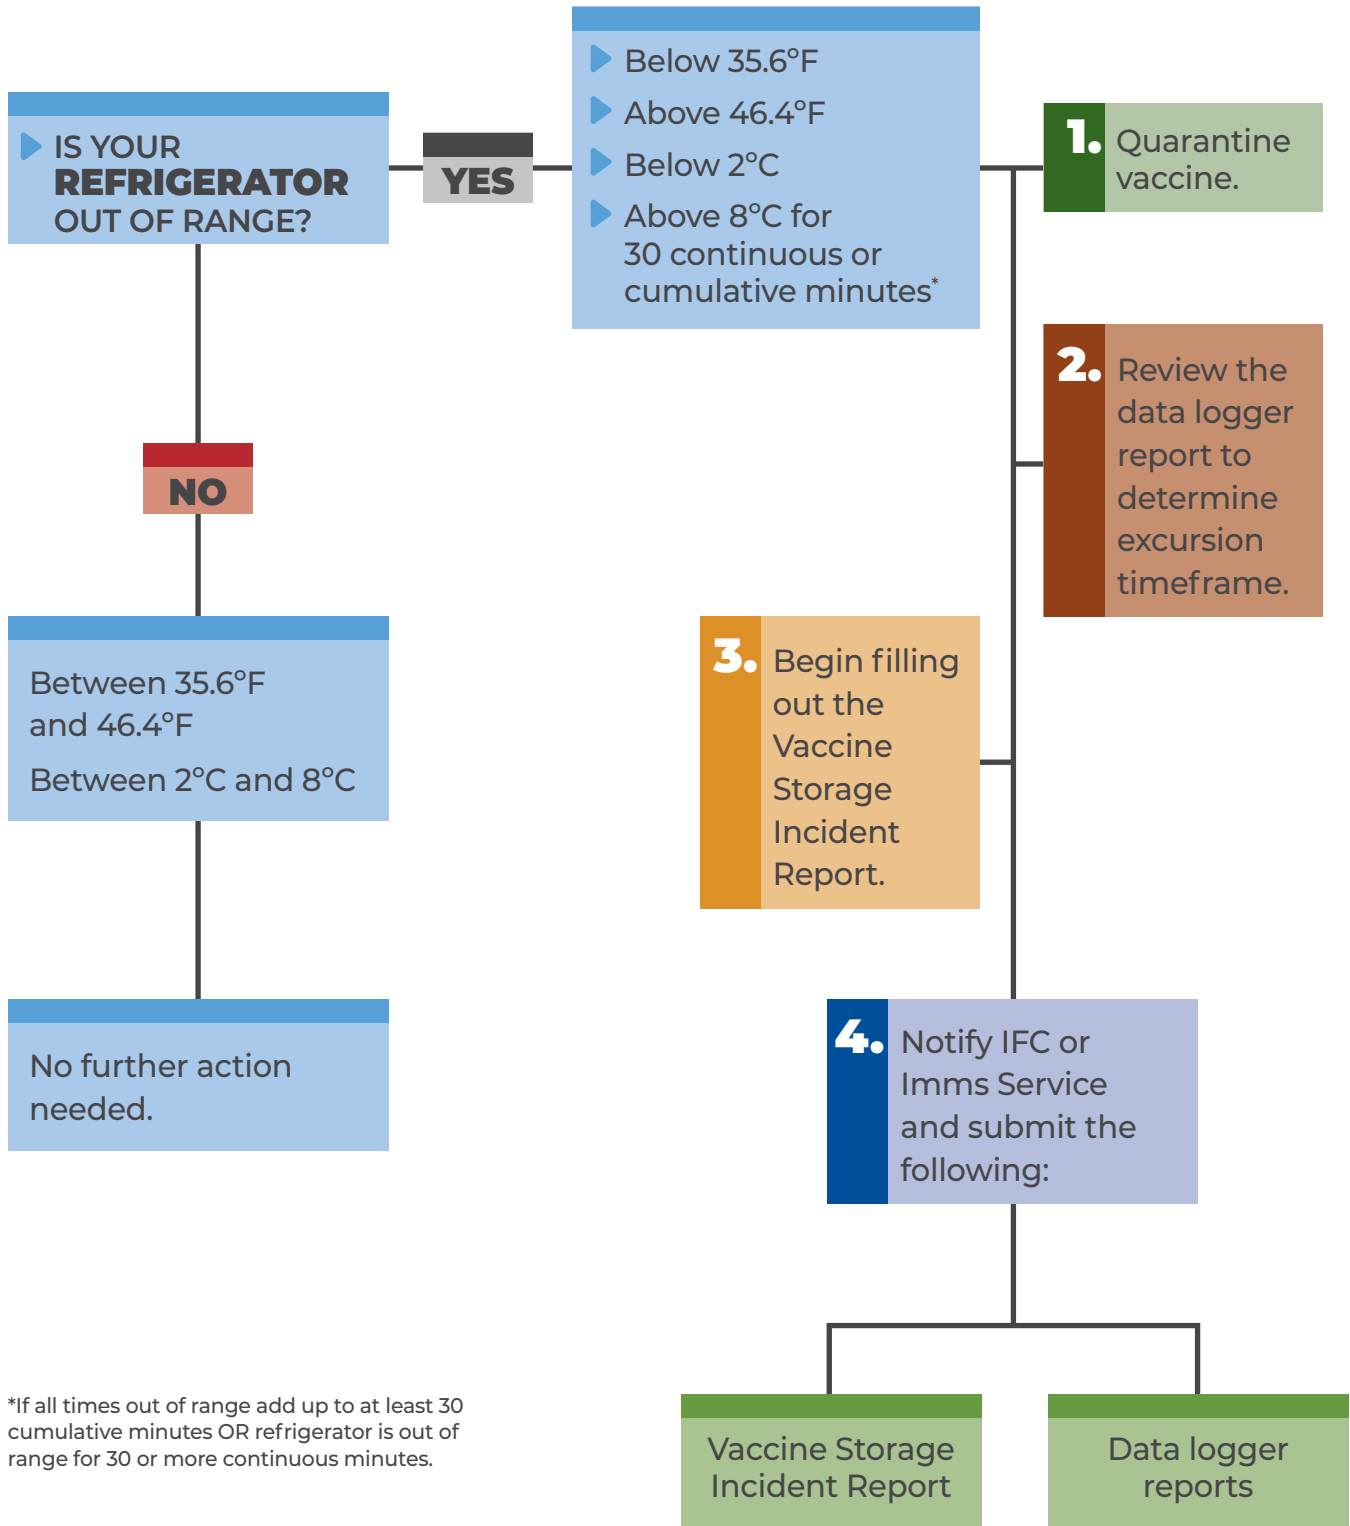 IS YOUR
REFRIGERATOR
OUT OF RANGE?
YES
Below 35.6°F
Above 46.4°F
Below 2°C
Above 8°C for
30 continuous or
cumulative minutes*
1. Quarantine
vaccine.
2. Review the
data logger
report to
determine
excursion
timeframe.
3. Begin filling
out the
Vaccine
Storage
Incident
Report.
4. Notify IFC or
Imms Service
and submit the
following:
Vaccine Storage
Incident Report
Data logger
reports
NO
Between 35.6°F
and 46.4°F
Between 2°C and 8°C
No further action
needed.
*If all times out of range add up to at least 30
cumulative minutes OR refrigerator is out of
range for 30 or more continuous minutes.